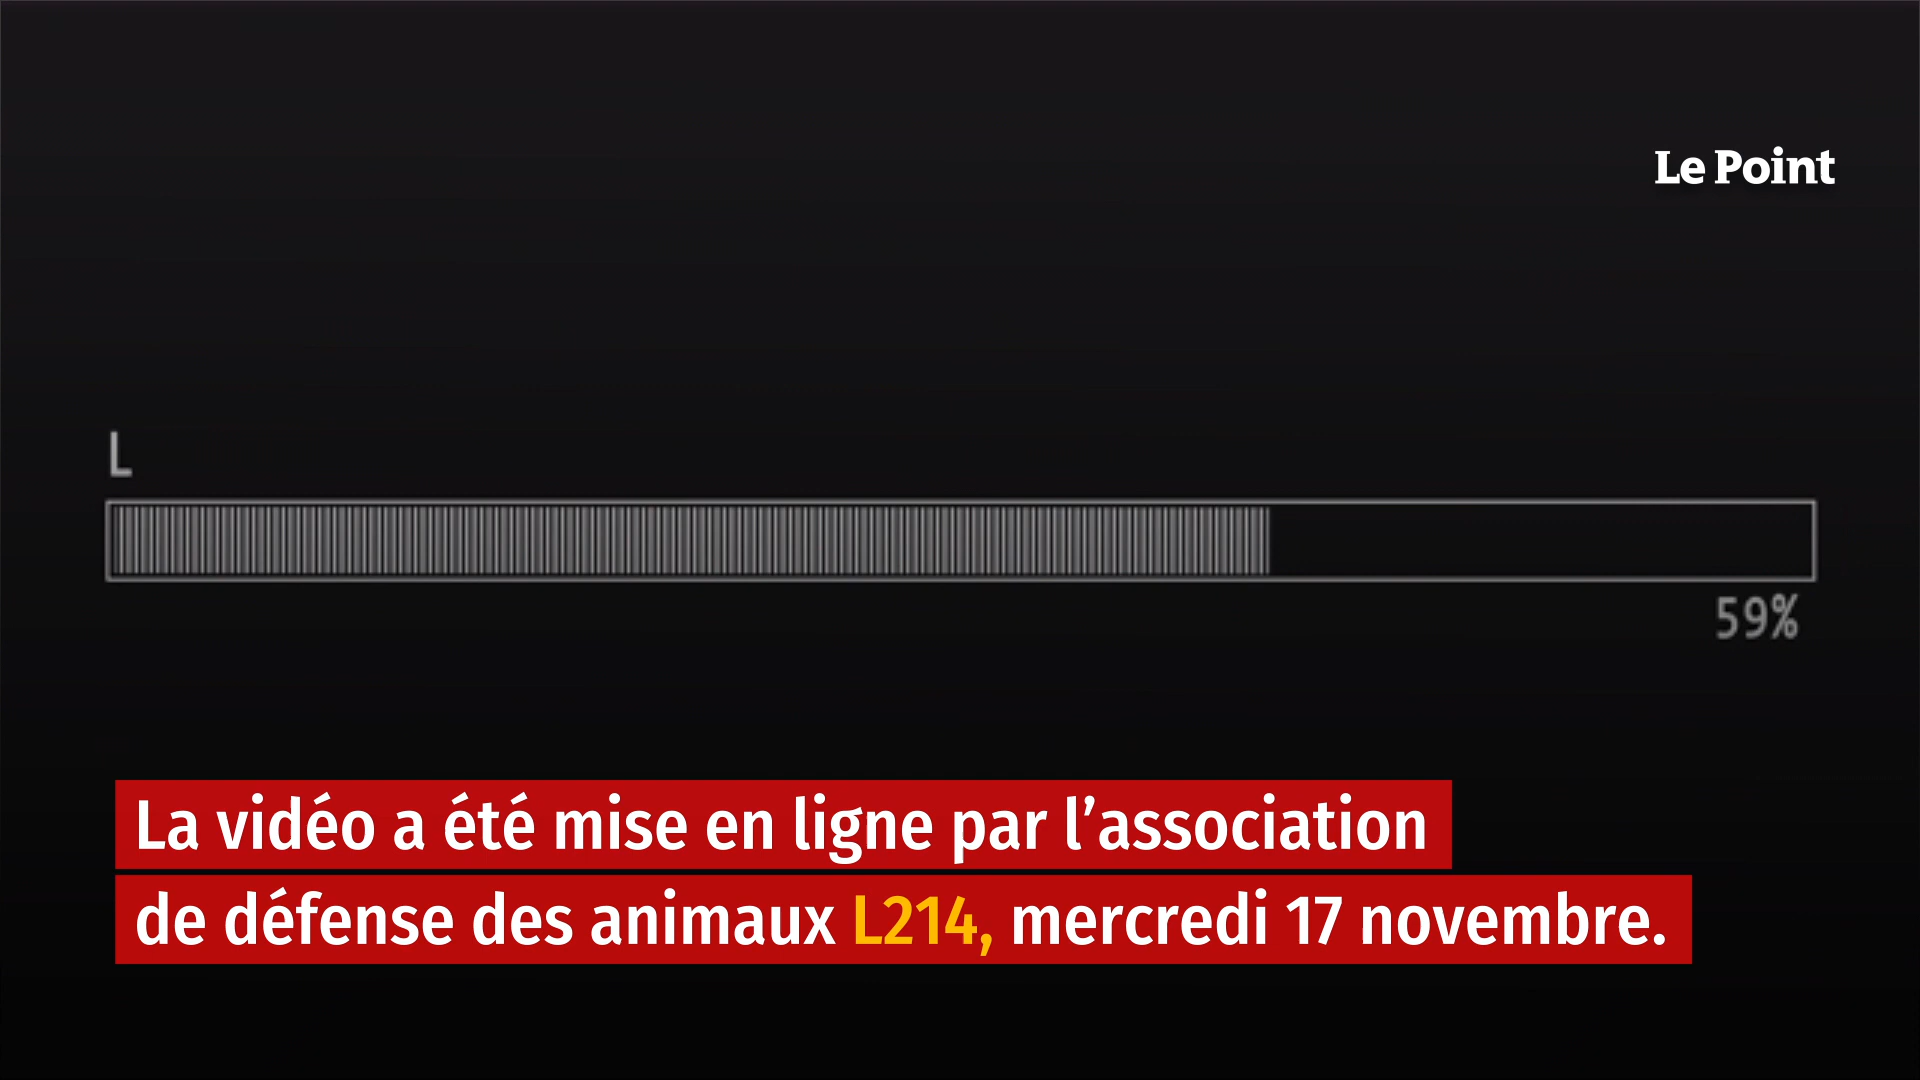 Le Point
L
59%
La vidéo a été mise en ligne par l’association
de défense des animaux L214, mercredi 17 novembre.